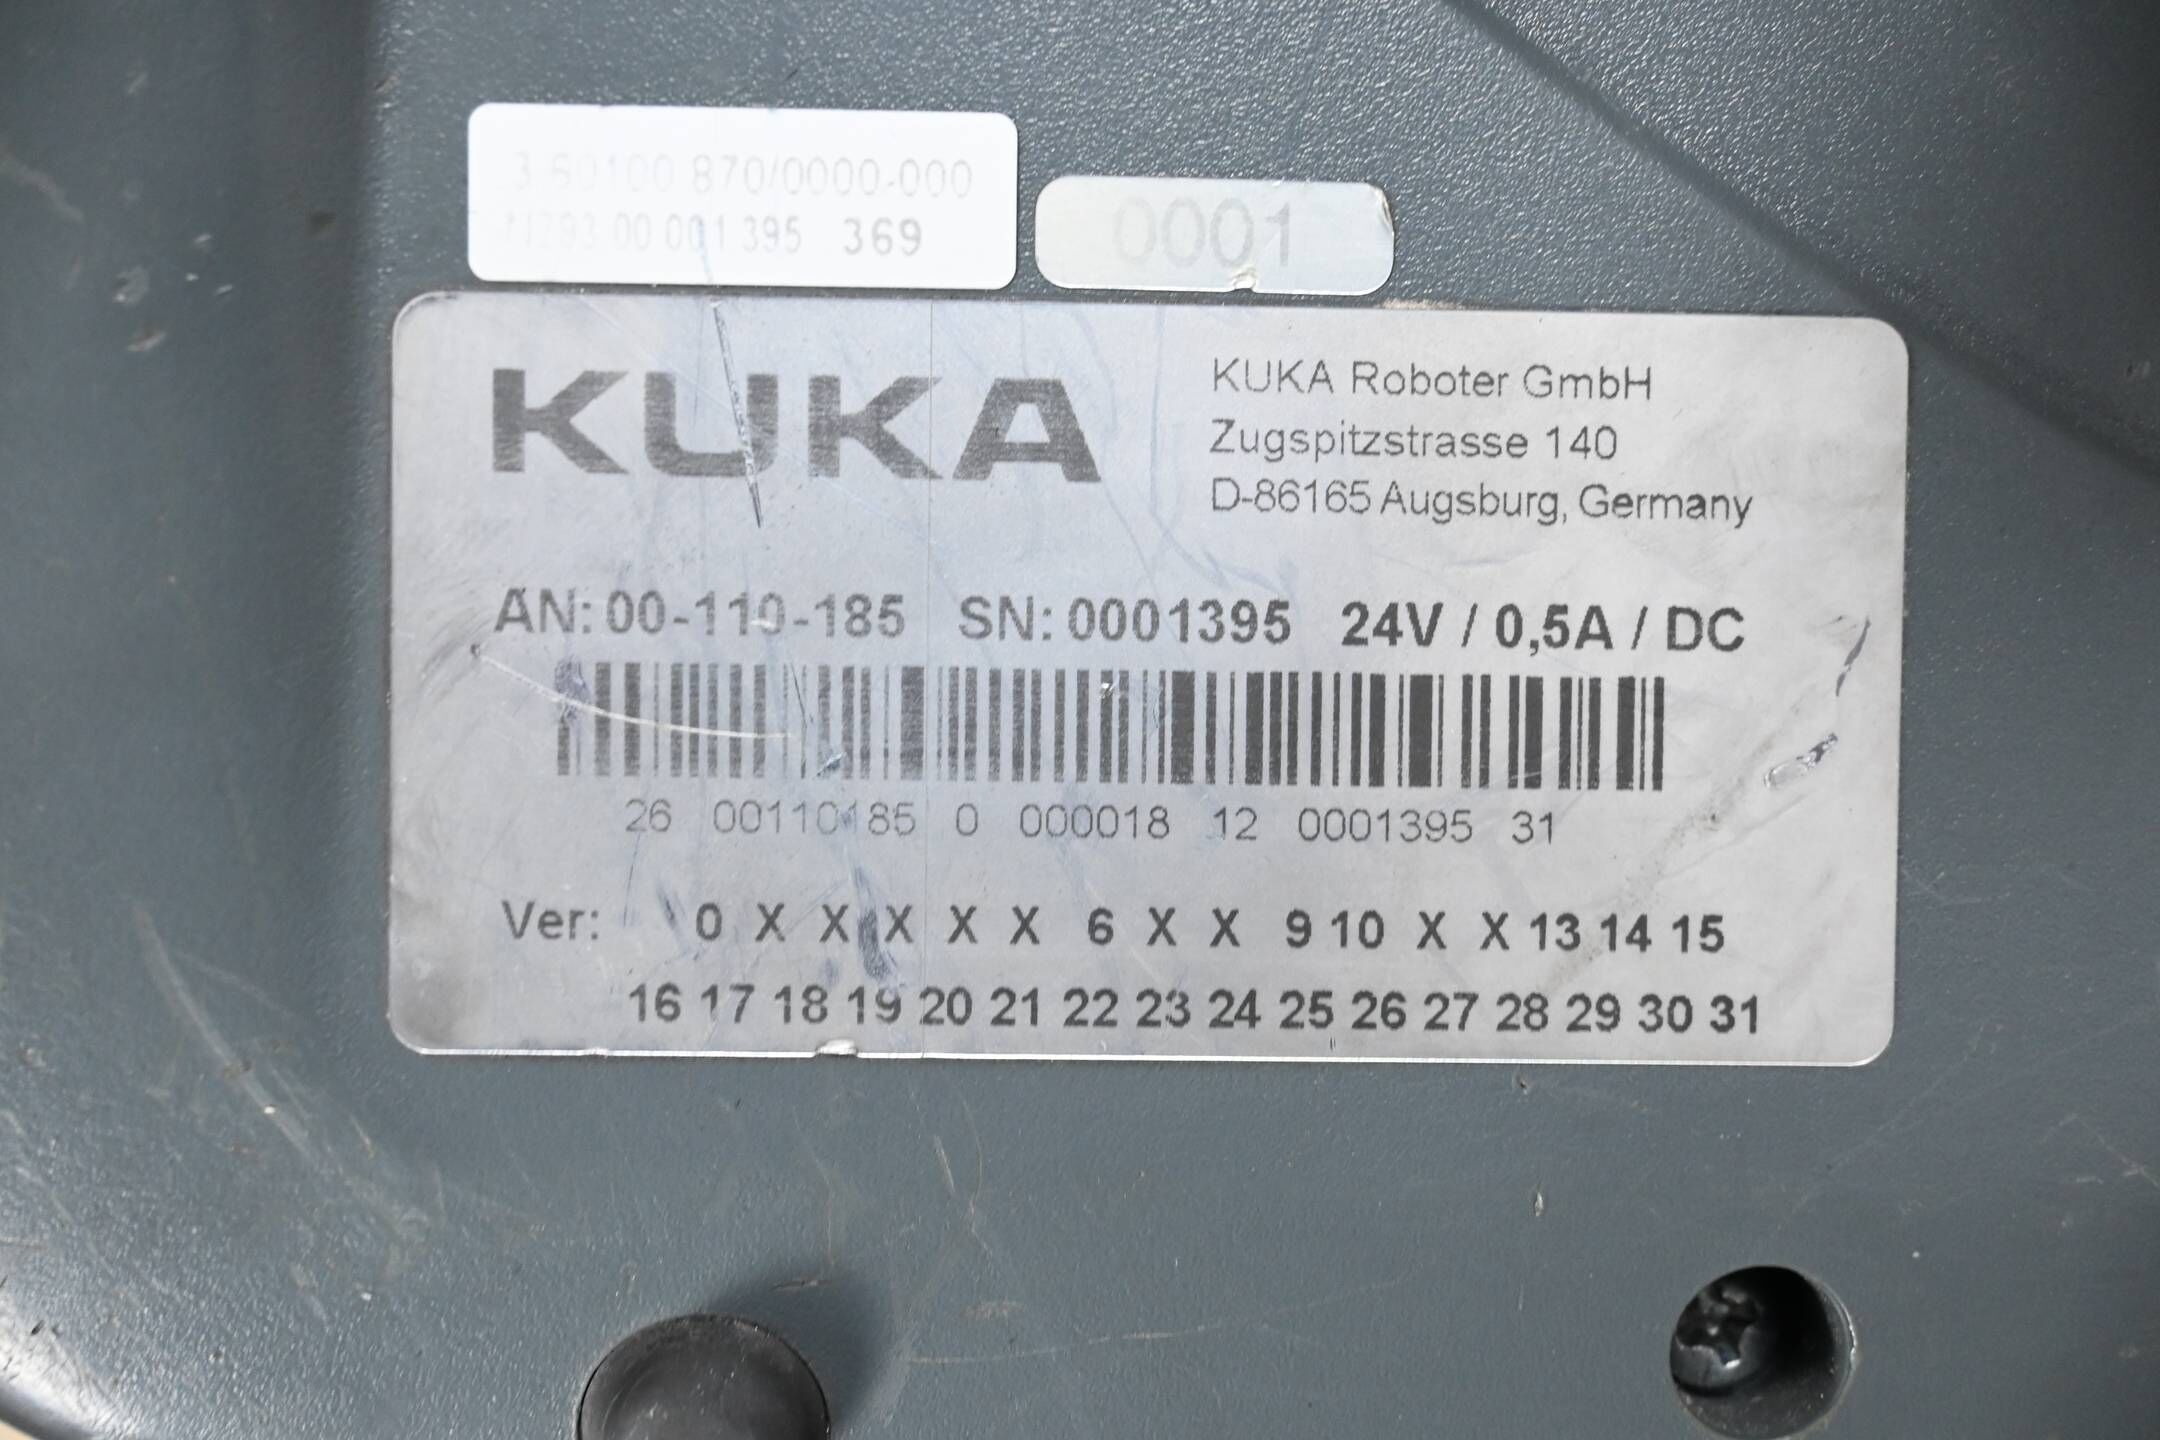 3 60100 870/0000-000
00 001 395 369
0001
KUKA
KUKA Roboter GmbH
Zugspitzstrasse 140
D-86165 Augsburg, Germany
AN: 00-110-185 SN: 0001395 24V / 0,5A / DC
26 00110185 0 000018 12 0001395 31
Ver: 0 X X X X X 6 X X 9 10 X X 13 14 15
16 17 18 19 20 21 22 23 24 25 26 27 28 29 30 31